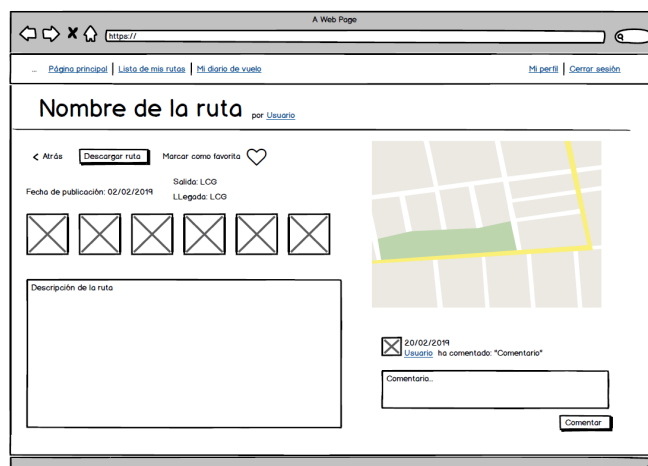 A Web Page
https://
... Página principal | Lista de mis rutas | Mi diario de vuelo
Mi perfil | Cerrar sesión
Nombre de la ruta por Usuario
Atrás
Descargar ruta
Marcar como favorita
Fecha de publicación: 02/02/2019
Salida: LCG
LLegada: LCG
Descripción de la ruta
20/02/2019
Usuario ha comentado: "Comentario"
Comentario..
Comentar